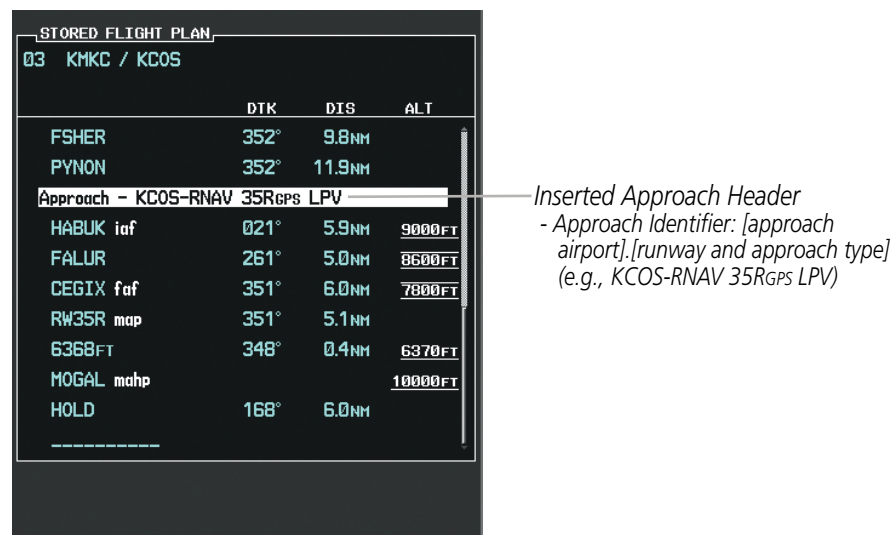 STORED FLIGHT PLAN
03 KMKC / KCOS
DTK DIS ALT
FSHER 352° 9.8NM
PYNON 352° 11.9NM
Approach - KCOS-RNAV 35RGPS LPV
HABUK iaf 021° 5.9NM 9000FT
FALUR 261° 5.0NM 8600FT
CEGIX faf 351° 6.0NM 7800FT
RW35R map 351° 5.1NM
6368FT 348° 0.4NM 6370FT
MOGAL mahp 10000FT
HOLD 168° 6.0NM
__________
Inserted Approach Header
- Approach Identifier: [approach
airport].[runway and approach type]
(e.g., KCOS-RNAV 35RGPS LPV)